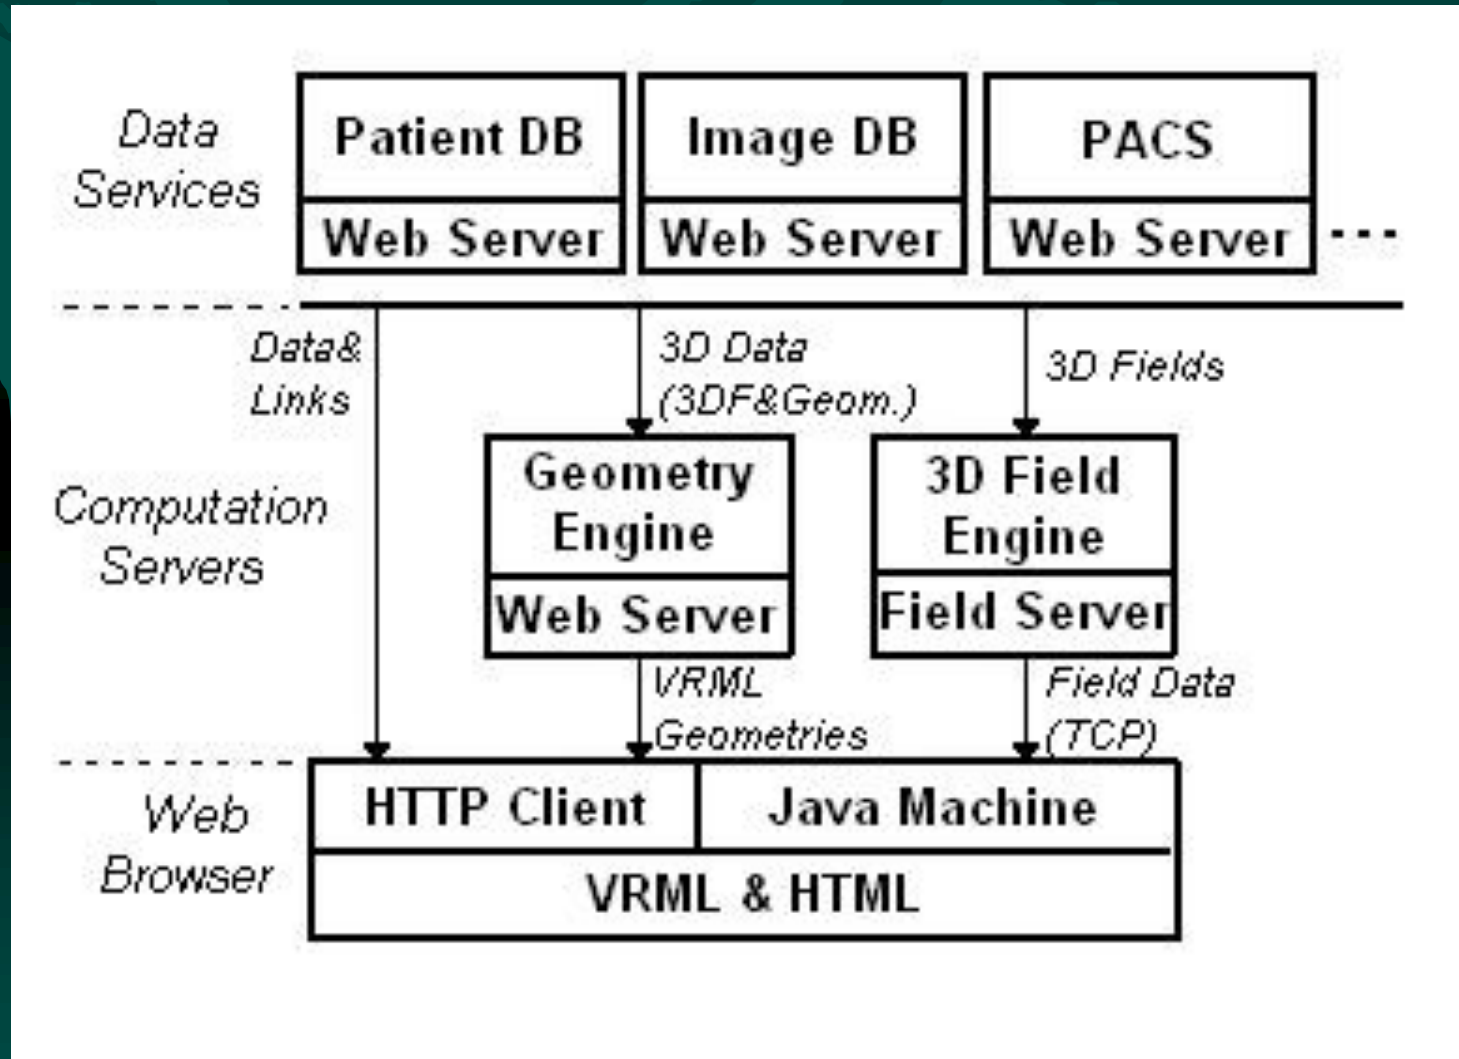 Data
Services
Patient DB
Web Server
Image DB
Web Server
PACS
Web Server
...
Data&
Links
3D Data
(3DF&Geom.)
3D Fields
Computation
Servers
Geometry
Engine
Web Server
3D Field
Engine
Field Server
VRML
Geometries
Field Data
(TCP)
Web
Browser
HTTP Client
Java Machine
VRML & HTML